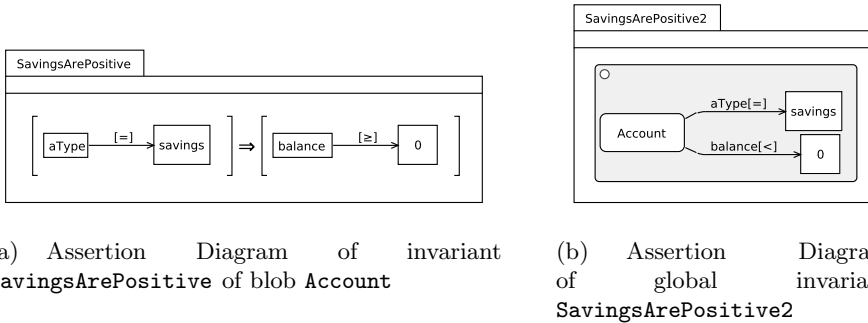 SavingsArePositive
aType [=] savings ⇒ balance [≥] 0
SavingsArePositive2
Account
aType[=] savings
balance[<] 0
a) Assertion Diagram of invariant
avingsArePositive of blob Account
(b) Assertion Diagra
of global invaria
SavingsArePositive2